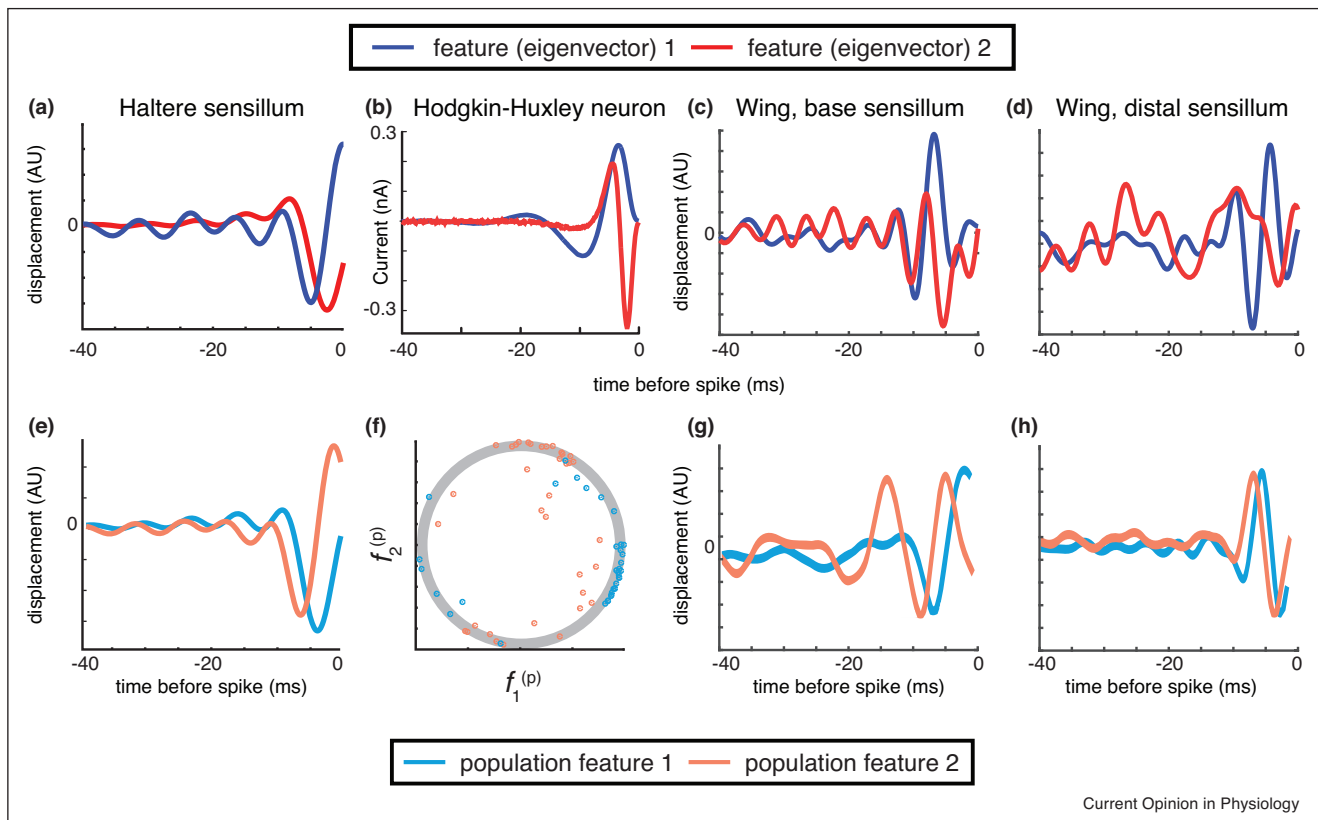 feature (eigenvector) 1 feature (eigenvector) 2
(a) Haltere sensillum
displacement (AU)
0
-40 -20 0
(b) Hodgkin-Huxley neuron
Current (nA)
0.3
-0.3
-40 -20 0
(c) Wing, base sensillum
displacement (AU)
0
-40 -20 0
(d) Wing, distal sensillum
-40 -20 0
time before spike (ms)
(e)
displacement (AU)
0
-40 -20 0
time before spike (ms)
(f)
f2(p)
f1(p)
(g)
displacement (AU)
0
-40 -20 0
time before spike (ms)
(h)
-40 -20 0
time before spike (ms)
population feature 1 population feature 2
Current Opinion in Physiology